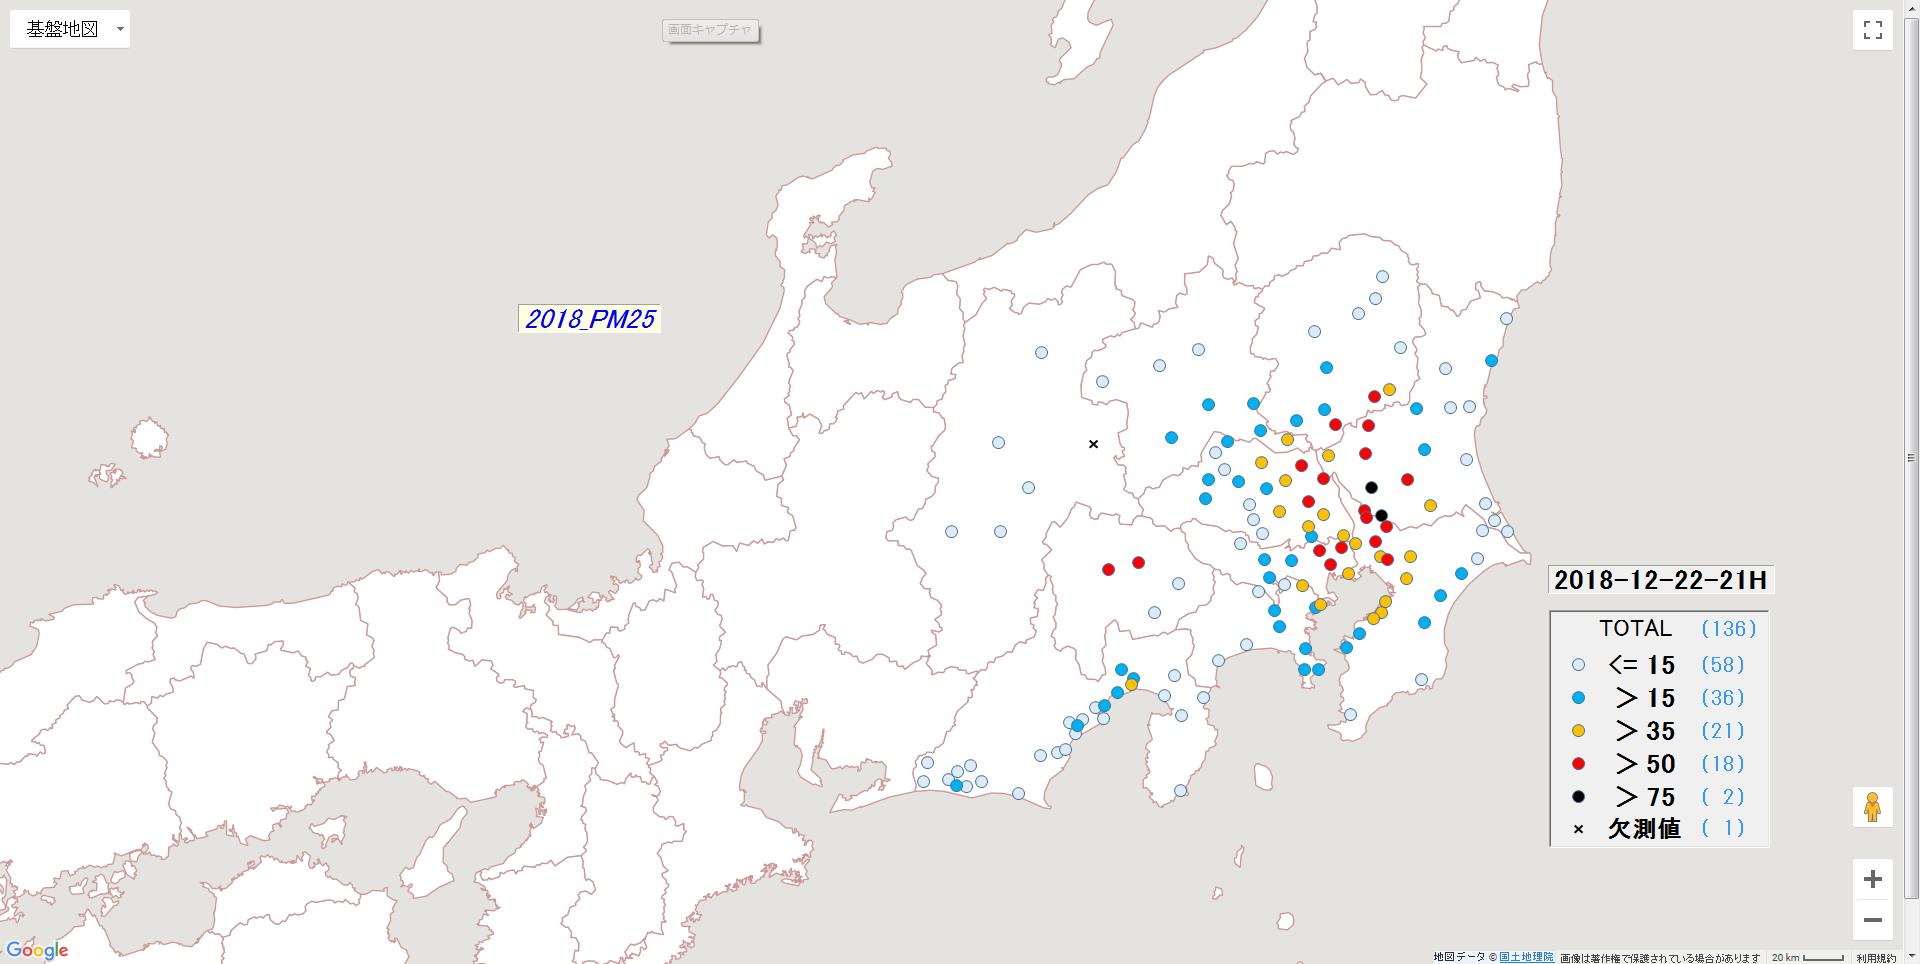 基盤地図
画面キャプチャ
2018_PM25
2018-12-22-21H
TOTAL (136)
<= 15 (58)
> 15 (36)
> 35 (21)
> 50 (18)
> 75 ( 2)
× 欠測値 ( 1)
Google
地図データ © 国土地理院 画像は著作権で保護されている場合があります 20 km 利用規約